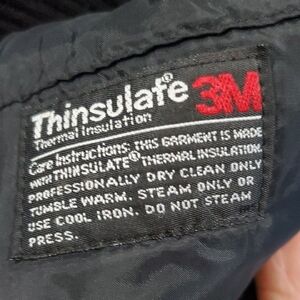 Thinsulate® 3M
Thermal Insulation
Care Instructions: THIS GARMENT IS MADE
WITH THINSULATE® THERMAL INSULATION.
PROFESSIONALLY DRY CLEAN ONLY
TUMBLE WARM. STEAM ONLY OR
USE COOL IRON. DO NOT STEAM
PRESS.